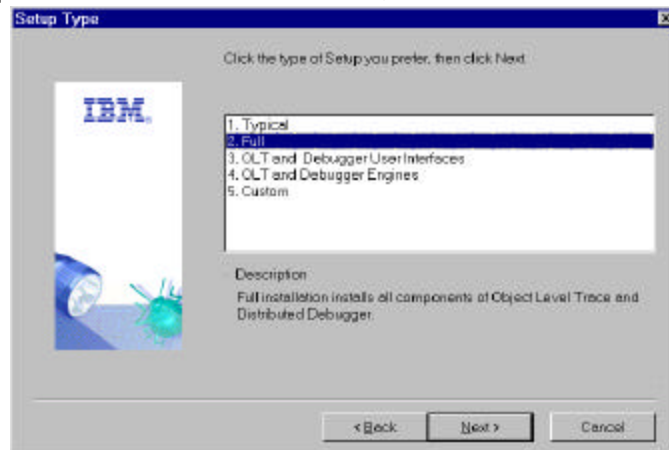 Setup Type
Click the type of Setup you prefer, then click Next
IBM.
1. Typical
2. Full
3. OLT and Debugger User Interfaces
4. OLT and Debugger Engines
5. Custom
Description
Full installation installs all components of Object Level Trace and
Distributed Debugger.
< Back
Next >
Cancel